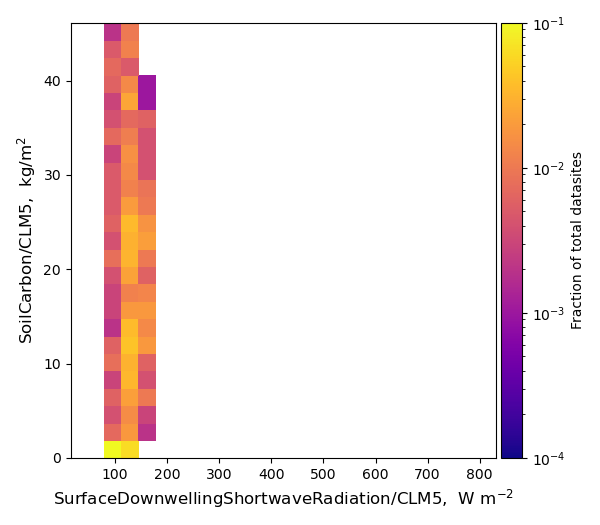 SoilCarbon/CLM5,  kg/m²
40
30
20
10
0
100 200 300 400 500 600 700 800
SurfaceDownwellingShortwaveRadiation/CLM5,  W m⁻²
10⁻¹
10⁻²
10⁻³
10⁻⁴
Fraction of total datasites